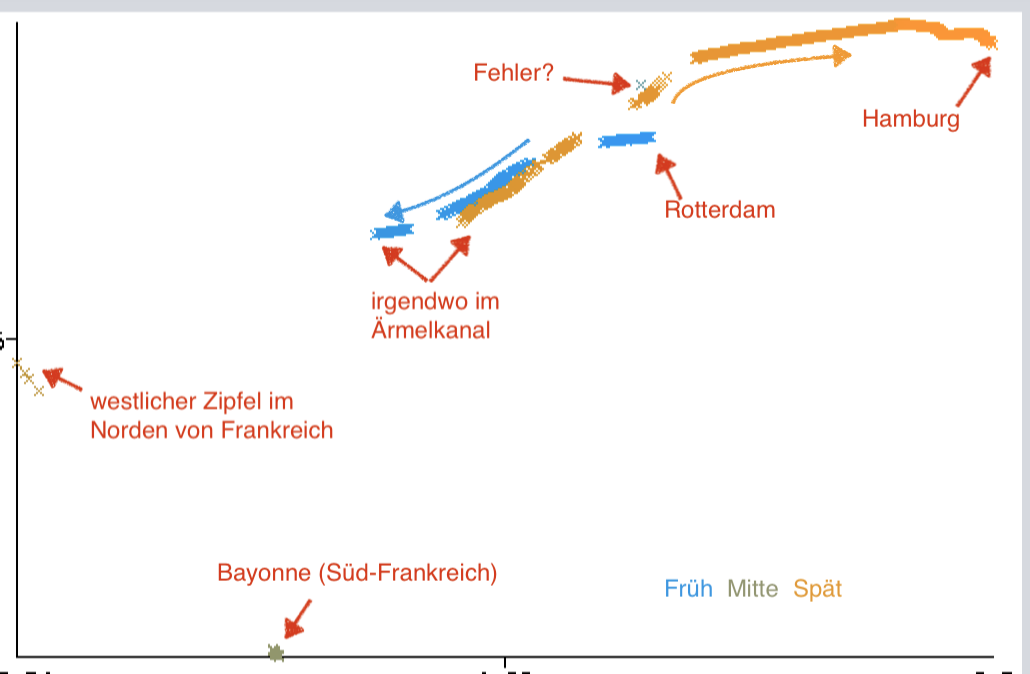 Fehler?
Hamburg
Rotterdam
irgendwo im
Ärmelkanal
westlicher Zipfel im
Norden von Frankreich
Bayonne (Süd-Frankreich)
Früh Mitte Spät